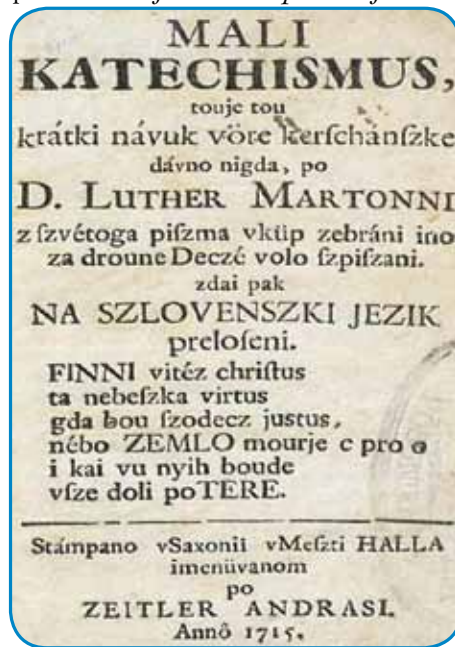 MALI
KATECHISMUS,
touje tou
krátki návuk vöre kerſchánſzke
dávno nigda, po
D. LUTHER MARTONNI
z ſzvétoga piſzma vküp zebráni ino
za droune Deczé volo ſzpiſzani.
zdai pak
NA SZLOVENSZKI JEZIK
preloſeni.
FINNI vitéz chriſtus
ta nebeſzka virtus
gda bou ſzodecz justus,
nébo ZEMLO mourje c pro
i kai vu nyih boude
vſze doli poTERE.
Stámpano vSaxonii vMeſzti HALLA
imenüvanom
po
ZEITLER ANDRASI.
Annô 1715.